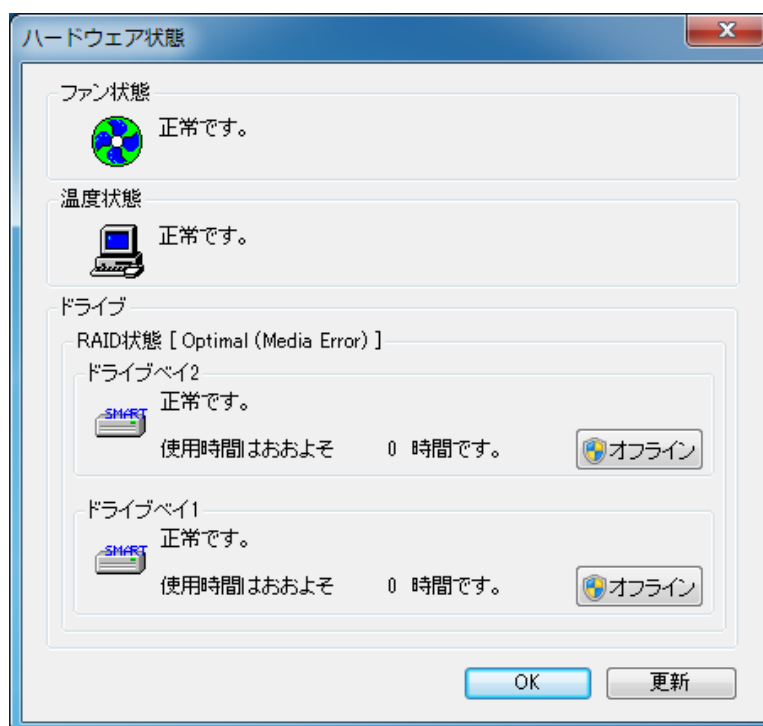 ハードウェア状態
ファン状態
正常です。
温度状態
正常です。
ドライブ
RAID状態 [ Optimal (Media Error) ]
ドライブベイ2
SMART
正常です。
使用時間はおおよそ 0 時間です。
オフライン
ドライブベイ1
SMART
正常です。
使用時間はおおよそ 0 時間です。
オフライン
OK
更新